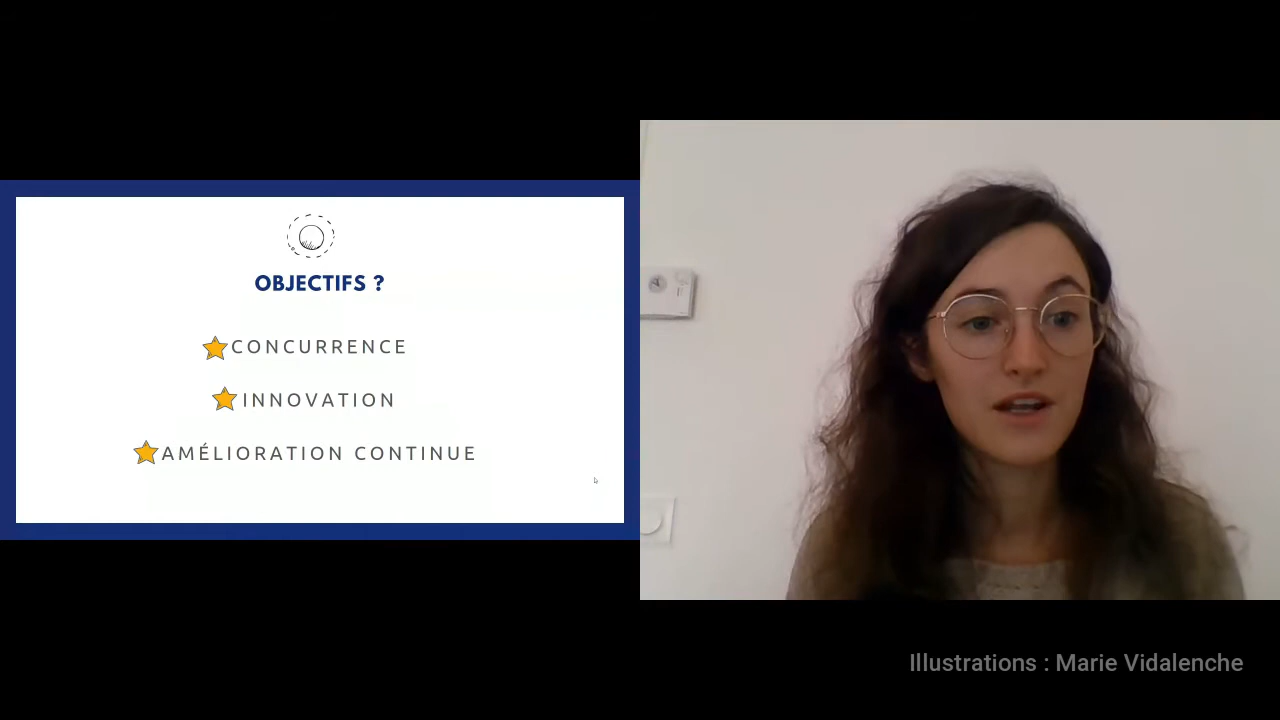 OBJECTIFS ?
CONCURRENCE
INNOVATION
AMÉLIORATION CONTINUE
Illustrations : Marie Vidalenche